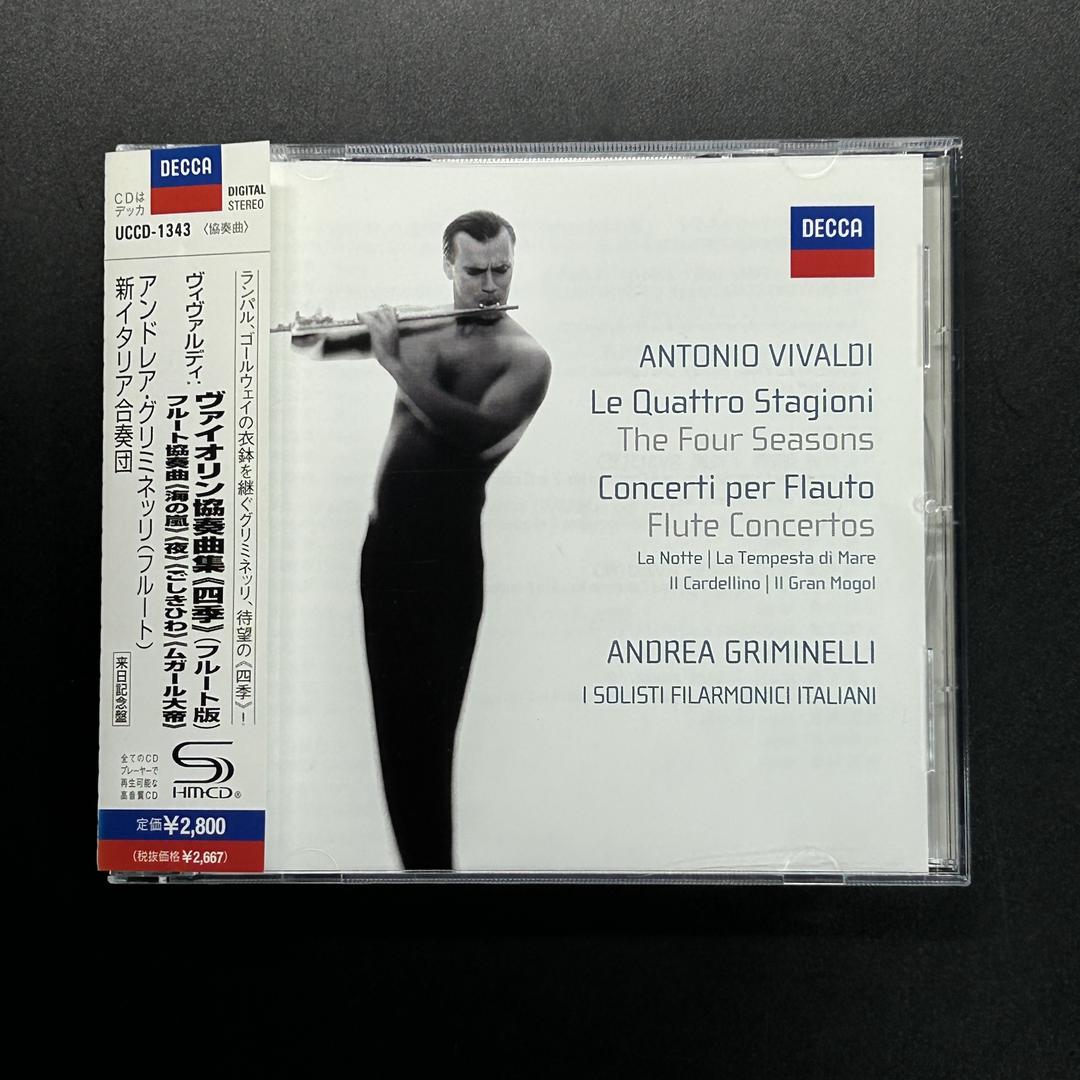 DECCA
CDは
デッカ
DIGITAL
STEREO
UCCD-1343 〈協奏曲〉
ランパル、ゴールウェイの衣鉢を継ぐグリミネッリ、待望の《四季》!
ヴィヴァルディ:
ヴァイオリン協奏曲集《四季》(フルート版)
フルート協奏曲《海の嵐》《夜》《ごしきひわ》《ムガール大帝》
アンドレア・グリミネッリ(フルート)
新イタリア合奏団
来日記念盤
全てのCD
プレーヤーで
再生可能な
高音質CD
SHM-CD®
定価¥2,800
(税抜価格¥2,667)
DECCA
ANTONIO VIVALDI
Le Quattro Stagioni
The Four Seasons
Concerti per Flauto
Flute Concertos
La Notte | La Tempesta di Mare
Il Cardellino | Il Gran Mogol
ANDREA GRIMINELLI
I SOLISTI FILARMONICI ITALIANI